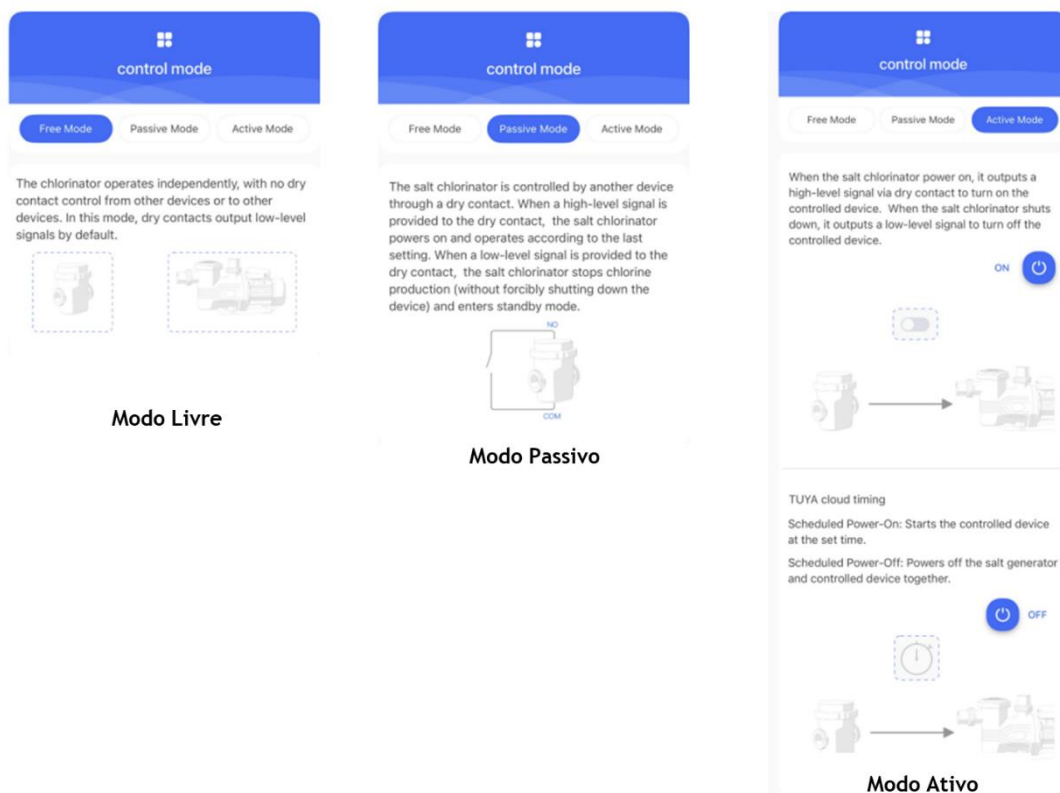 control mode
Free Mode Passive Mode Active Mode
The chlorinator operates independently, with no dry
contact control from other devices or to other
devices. In this mode, dry contacts output low-level
signals by default.
Modo Livre
control mode
Free Mode Passive Mode Active Mode
The salt chlorinator is controlled by another device
through a dry contact. When a high-level signal is
provided to the dry contact, the salt chlorinator
powers on and operates according to the last
setting. When a low-level signal is provided to the
dry contact, the salt chlorinator stops chlorine
production (without forcibly shutting down the
device) and enters standby mode.
NO
COM
Modo Passivo
control mode
Free Mode Passive Mode Active Mode
When the salt chlorinator power on, it outputs a
high-level signal via dry contact to turn on the
controlled device. When the salt chlorinator shuts
down, it outputs a low-level signal to turn off the
controlled device.
ON
TUYA cloud timing
Scheduled Power-On: Starts the controlled device
at the set time.
Scheduled Power-Off: Powers off the salt generator
and controlled device together.
OFF
Modo Ativo